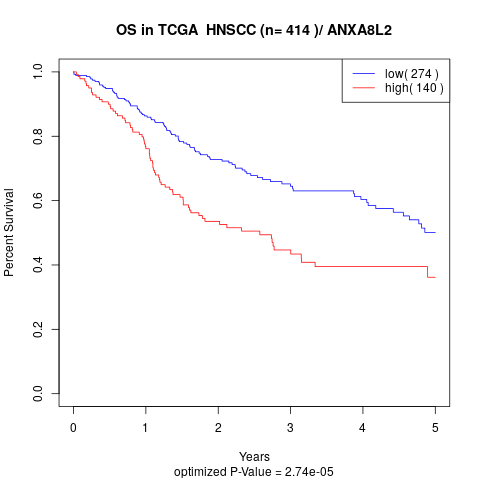 OS in TCGA  HNSCC (n= 414 )/ ANXA8L2
low( 274 )
high( 140 )
Percent Survival
1.0
0.8
0.6
0.4
0.2
0.0
0 1 2 3 4 5
Years
optimized P-Value = 2.74e-05